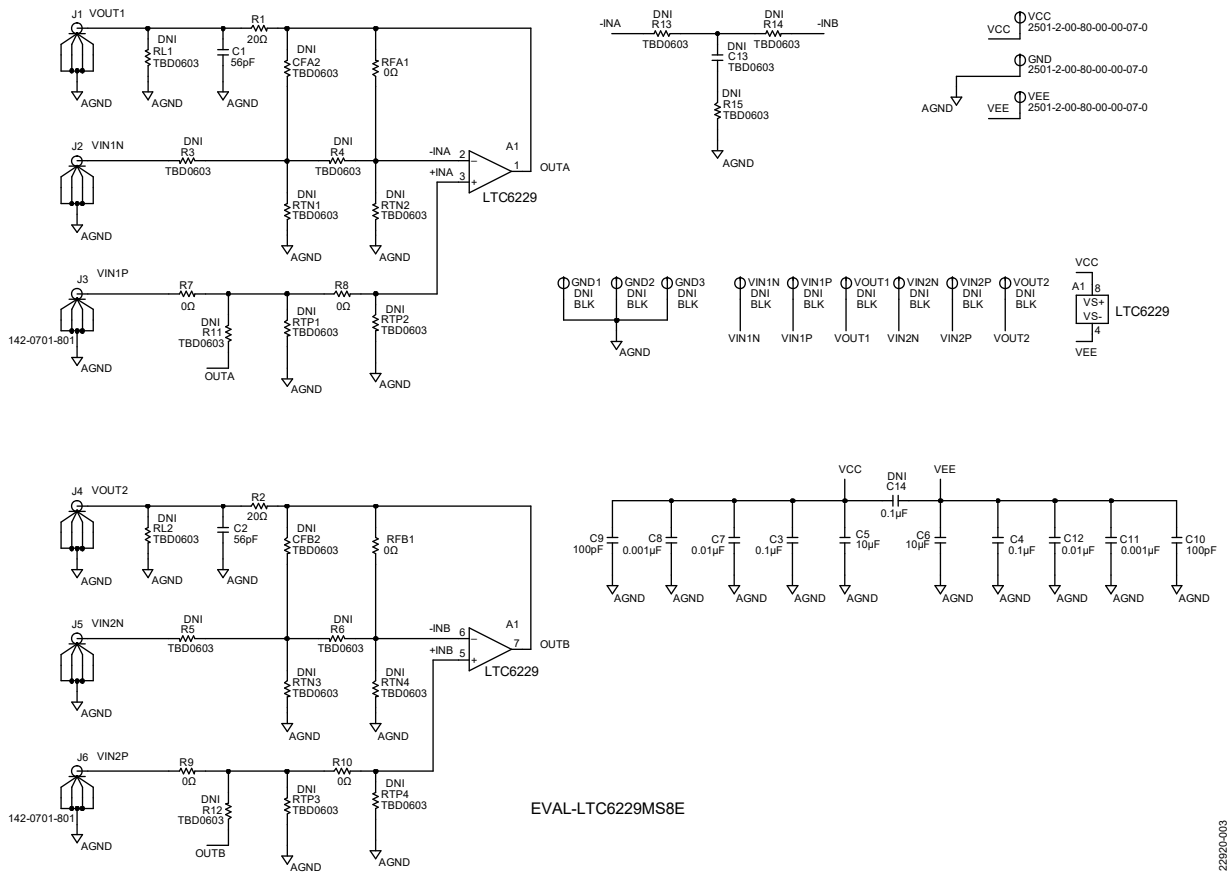 J1 VOUT1
DNI
RL1
TBD0603
C1
56pF
R1
20Ω
DNI
CFA2
TBD0603
RFA1
0Ω
AGND
AGND
AGND
J2 VIN1N
DNI
R3
TBD0603
DNI
R4
TBD0603
-INA 2
+INA 3
A1
1 OUTA
LTC6229
DNI
RTN1
TBD0603
DNI
RTN2
TBD0603
AGND
AGND
AGND
J3 VIN1P
142-0701-801
R7
0Ω
DNI
R11
TBD0603
OUTA
R8
0Ω
DNI
RTP1
TBD0603
DNI
RTP2
TBD0603
AGND
AGND
AGND
-INA
DNI
R13
TBD0603
DNI
R14
TBD0603
-INB
DNI
C13
TBD0603
DNI
R15
TBD0603
AGND
VCC
VCC
2501-2-00-80-00-00-07-0
GND
2501-2-00-80-00-00-07-0
AGND
VEE
VEE
2501-2-00-80-00-00-07-0
GND1
DNI
BLK
GND2
DNI
BLK
GND3
DNI
BLK
AGND
VIN1N
DNI
BLK
VIN1N
VIN1P
DNI
BLK
VIN1P
VOUT1
DNI
BLK
VOUT1
VIN2N
DNI
BLK
VIN2N
VIN2P
DNI
BLK
VIN2P
VOUT2
DNI
BLK
VOUT2
VCC
A1 8
VS+
VS-
4
VEE
LTC6229
J4 VOUT2
DNI
RL2
TBD0603
C2
56pF
R2
20Ω
DNI
CFB2
TBD0603
RFB1
0Ω
AGND
AGND
AGND
J5 VIN2N
DNI
R5
TBD0603
DNI
R6
TBD0603
-INB 6
+INB 5
A1
7 OUTB
LTC6229
DNI
RTN3
TBD0603
DNI
RTN4
TBD0603
AGND
AGND
AGND
J6 VIN2P
142-0701-801
R9
0Ω
DNI
R12
TBD0603
OUTB
R10
0Ω
DNI
RTP3
TBD0603
DNI
RTP4
TBD0603
AGND
AGND
AGND
VCC
DNI
C14
0.1µF
VEE
C9
100pF
C8
0.001µF
C7
0.01µF
C3
0.1µF
C5
10µF
C6
10µF
C4
0.1µF
C12
0.01µF
C11
0.001µF
C10
100pF
AGND
AGND
AGND
AGND
AGND
AGND
AGND
AGND
AGND
AGND
EVAL-LTC6229MS8E
22920-003